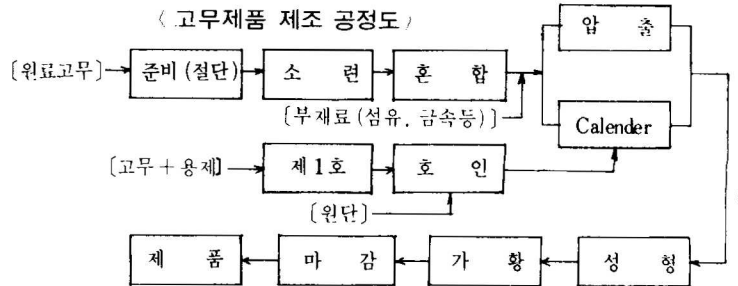 〈 고무제품 제조 공정도 〉
압 출
[원료고무] 준비(절단) 소 련 혼 합
[부재료(섬유, 금속등)] Calender
[고무+용제] 제1호 호 인
[원단]
제 품 마 감 가 황 성 형